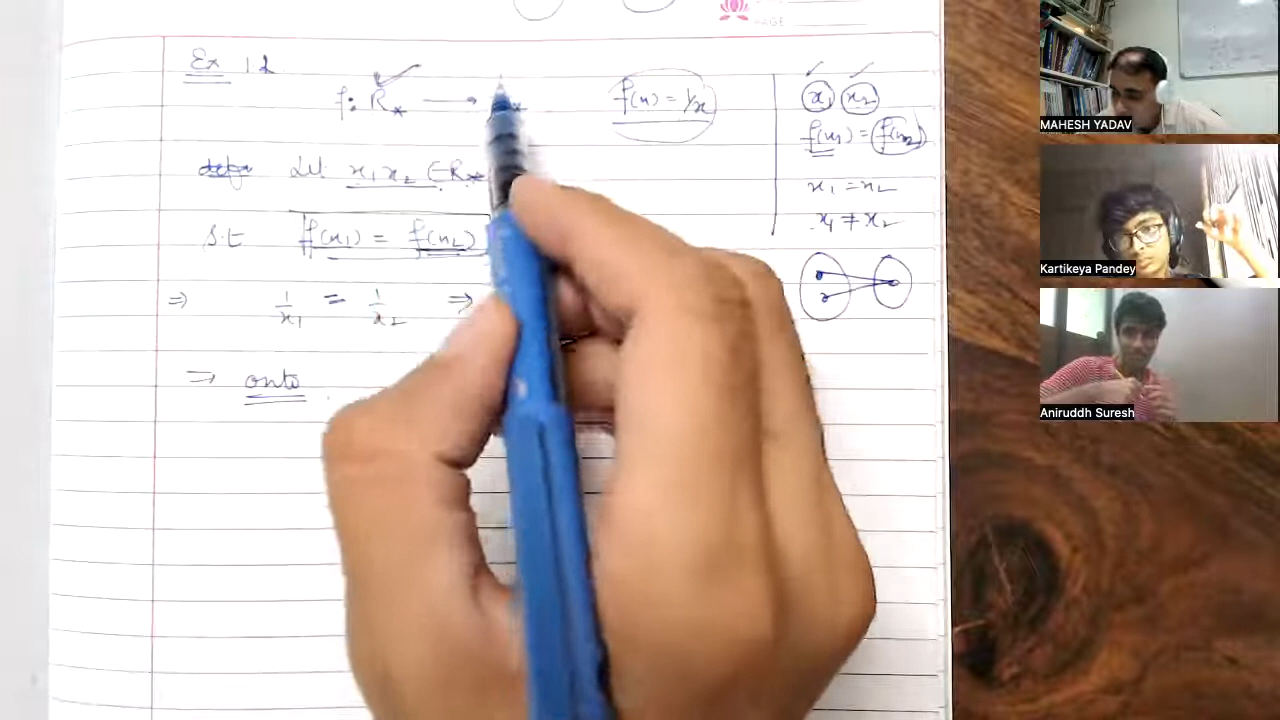 PAGE
Ex 1.2
f: R* → *
f(x) = 1/x
Let x1 x2 ∈ R*
S.t f(x1) = f(x2)
⇒ 1/x1 = 1/x2 ⇒
⇒ onto
x1 x2
f(x1) = f(x2)
x1 = x2
x1 ≠ x2
MAHESH YADAV
Kartikeya Pandey
Aniruddh Suresh